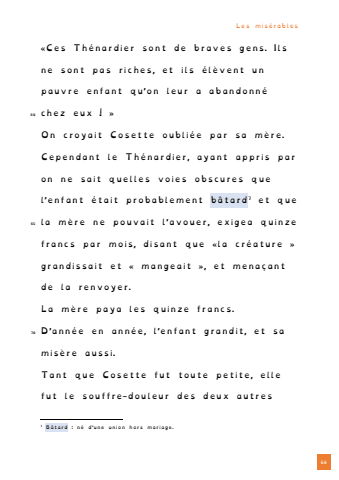 Les misérables
«Ces Thénardier sont de braves gens. Ils
ne sont pas riches, et ils élèvent un
pauvre enfant qu'on leur a abandonné
60 chez eux ! »
On croyait Cosette oubliée par sa mère.
Cependant le Thénardier, ayant appris par
on ne sait quelles voies obscures que
l'enfant était probablement bâtard¹ et que
65 la mère ne pouvait l'avouer, exigea quinze
francs par mois, disant que «la créature »
grandissait et « mangeait », et menaçant
de la renvoyer.
La mère paya les quinze francs.
70 D'année en année, l'enfant grandit, et sa
misère aussi.
Tant que Cosette fut toute petite, elle
fut le souffre-douleur des deux autres
¹ Bâtard : né d'une union hors mariage.